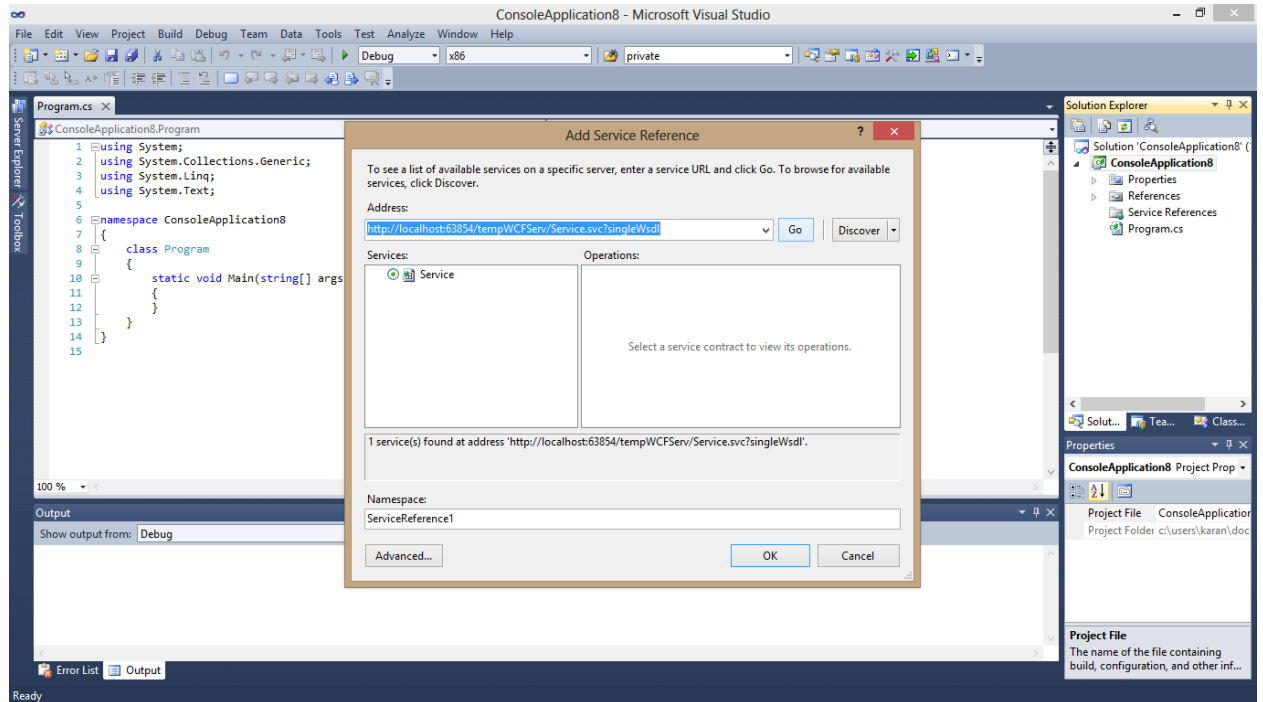 ConsoleApplication8 - Microsoft Visual Studio
File Edit View Project Build Debug Team Data Tools Test Analyze Window Help
Debug x86 private
Server Explorer
Toolbox
Program.cs
ConsoleApplication8.Program
1 using System;
2 using System.Collections.Generic;
3 using System.Linq;
4 using System.Text;
5
6 namespace ConsoleApplication8
7 {
8 class Program
9 {
10 static void Main(string[] args
11 {
12 }
13 }
14 }
15
100 %
Add Service Reference
To see a list of available services on a specific server, enter a service URL and click Go. To browse for available
services, click Discover.
Address:
http://localhost:63854/tempWCFServ/Service.svc?singleWsdl
Go Discover
Services: Operations:
Service
Select a service contract to view its operations.
1 service(s) found at address 'http://localhost:63854/tempWCFServ/Service.svc?singleWsdl'.
Namespace:
ServiceReference1
Advanced... OK Cancel
Output
Show output from: Debug
Error List Output
Ready
Solution Explorer
Solution 'ConsoleApplication8' (
ConsoleApplication8
Properties
References
Service References
Program.cs
Solut... Tea... Class...
Properties
ConsoleApplication8 Project Prop
Project File ConsoleApplication
Project Folder c:\users\karan\doc
Project File
The name of the file containing
build, configuration, and other inf...